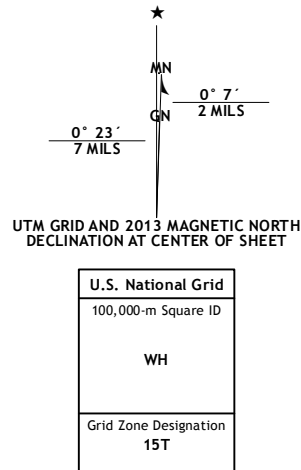 ★
MN
GN
0° 7´
2 MILS
0° 23´
7 MILS
UTM GRID AND 2013 MAGNETIC NORTH
DECLINATION AT CENTER OF SHEET
U.S. National Grid
100,000-m Square ID
WH
Grid Zone Designation
15T